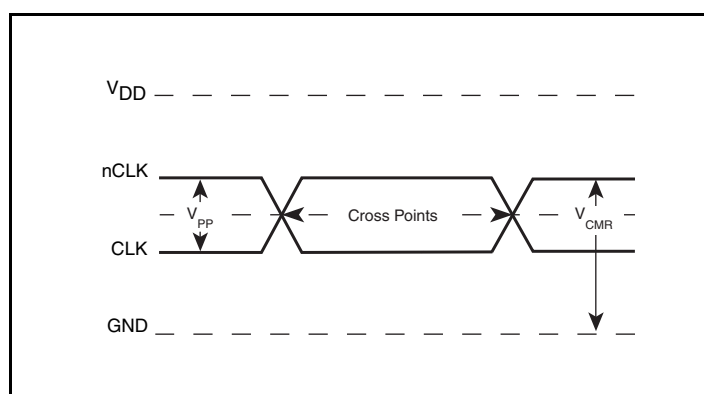 VDD
nCLK
VPP
Cross Points
VCMR
CLK
GND